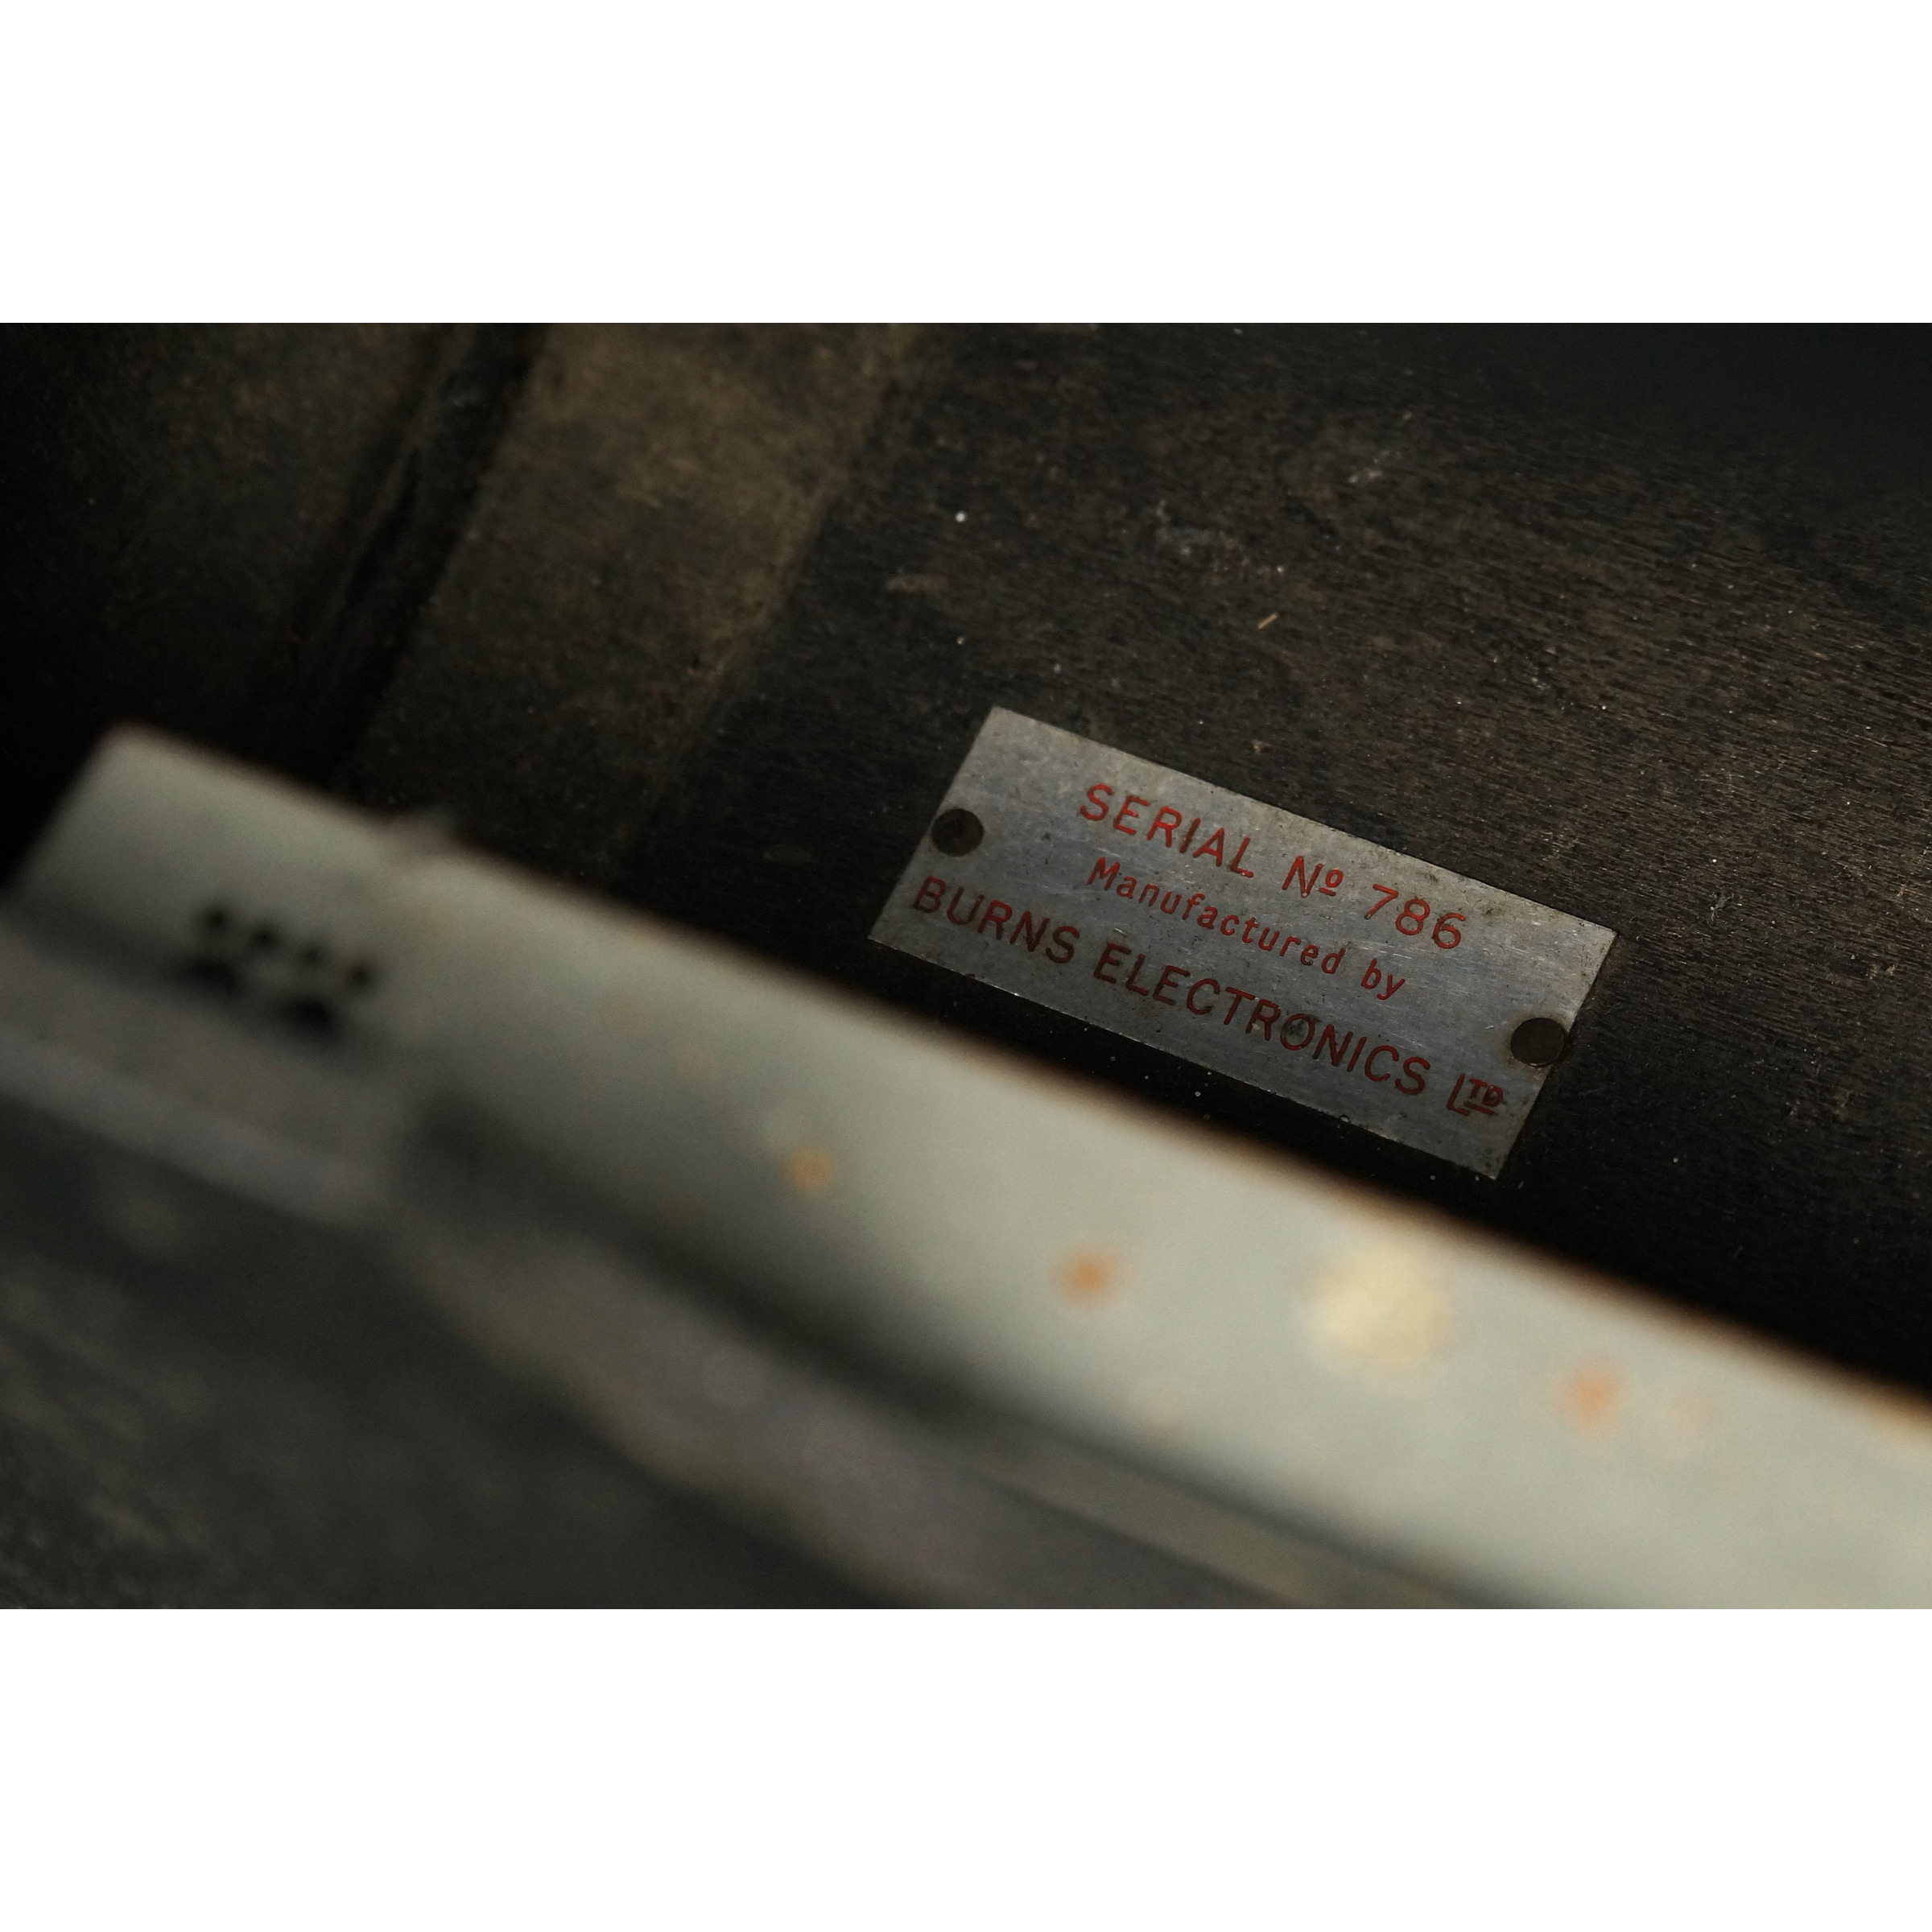 SERIAL Nº 786
Manufactured by
BURNS ELECTRONICS LTD